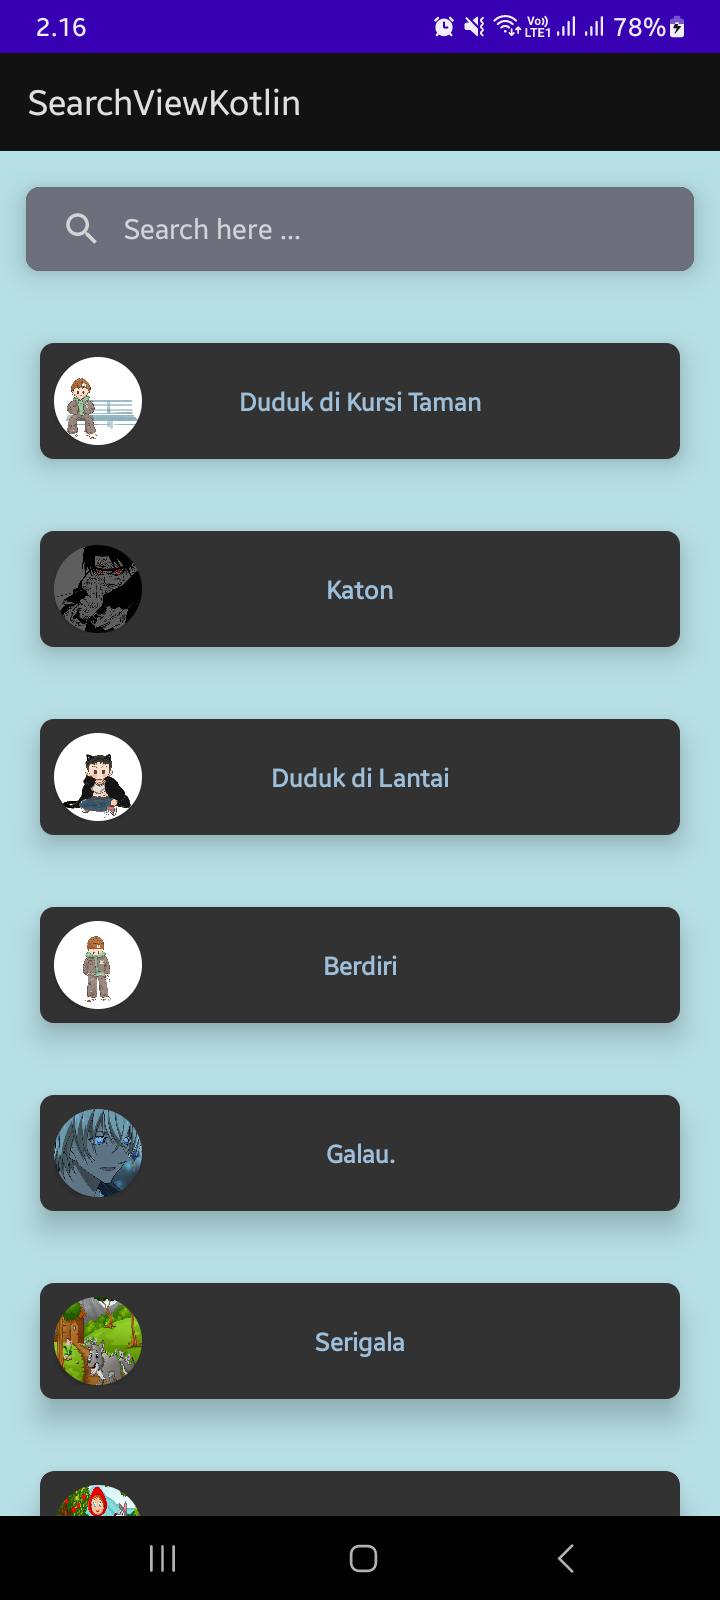 2.16
Vo)) LTE1 78%
SearchViewKotlin
Search here ...
Duduk di Kursi Taman
Katon
Duduk di Lantai
Berdiri
Galau.
Serigala